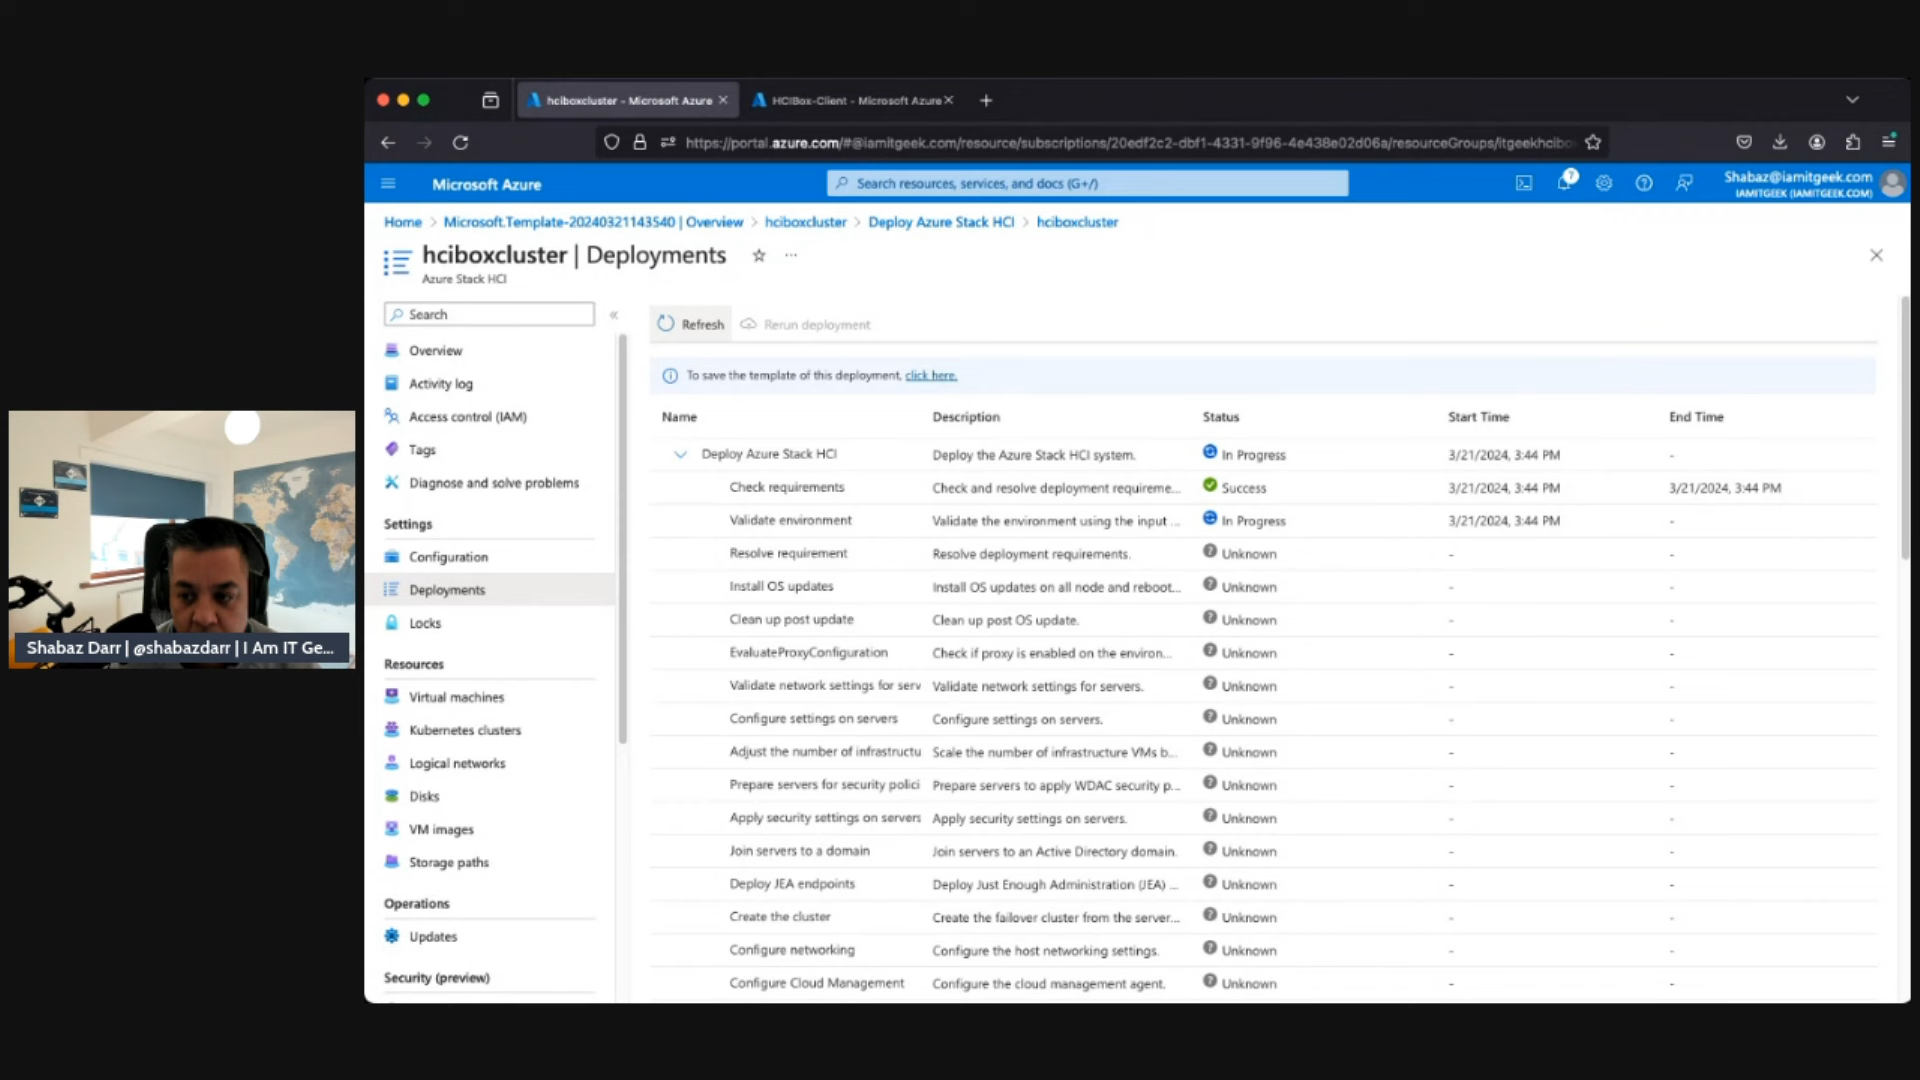 hciboxcluster - Microsoft Azure
HCIBox-Client - Microsoft Azure
https://portal.azure.com/#@iamitgeek.com/resource/subscriptions/20edf2c2-dbf1-4331-9f96-4e438e02d06a/resourceGroups/itgeekhcibo
Microsoft Azure
Search resources, services, and docs (G+/)
7
Shabaz@iamitgeek.com
IAMITGEEK (IAMITGEEK.COM)
Home > Microsoft.Template-20240321143540 | Overview > hciboxcluster > Deploy Azure Stack HCI > hciboxcluster
hciboxcluster | Deployments
Azure Stack HCI
Search
Overview
Activity log
Access control (IAM)
Tags
Diagnose and solve problems
Settings
Configuration
Deployments
Locks
Resources
Virtual machines
Kubernetes clusters
Logical networks
Disks
VM images
Storage paths
Operations
Updates
Security (preview)
Refresh
Rerun deployment
To save the template of this deployment, click here.
Name Description Status Start Time End Time
Deploy Azure Stack HCI Deploy the Azure Stack HCI system. In Progress 3/21/2024, 3:44 PM -
Check requirements Check and resolve deployment requireme... Success 3/21/2024, 3:44 PM 3/21/2024, 3:44 PM
Validate environment Validate the environment using the input ... In Progress 3/21/2024, 3:44 PM -
Resolve requirement Resolve deployment requirements. Unknown - -
Install OS updates Install OS updates on all node and reboot... Unknown - -
Clean up post update Clean up post OS update. Unknown - -
EvaluateProxyConfiguration Check if proxy is enabled on the environ... Unknown - -
Validate network settings for serv Validate network settings for servers. Unknown - -
Configure settings on servers Configure settings on servers. Unknown - -
Adjust the number of infrastructu Scale the number of infrastructure VMs b... Unknown - -
Prepare servers for security polici Prepare servers to apply WDAC security p... Unknown - -
Apply security settings on servers Apply security settings on servers. Unknown - -
Join servers to a domain Join servers to an Active Directory domain. Unknown - -
Deploy JEA endpoints Deploy Just Enough Administration (JEA) ... Unknown - -
Create the cluster Create the failover cluster from the server... Unknown - -
Configure networking Configure the host networking settings. Unknown - -
Configure Cloud Management Configure the cloud management agent. Unknown - -
Shabaz Darr | @shabazdarr | I Am IT Ge...